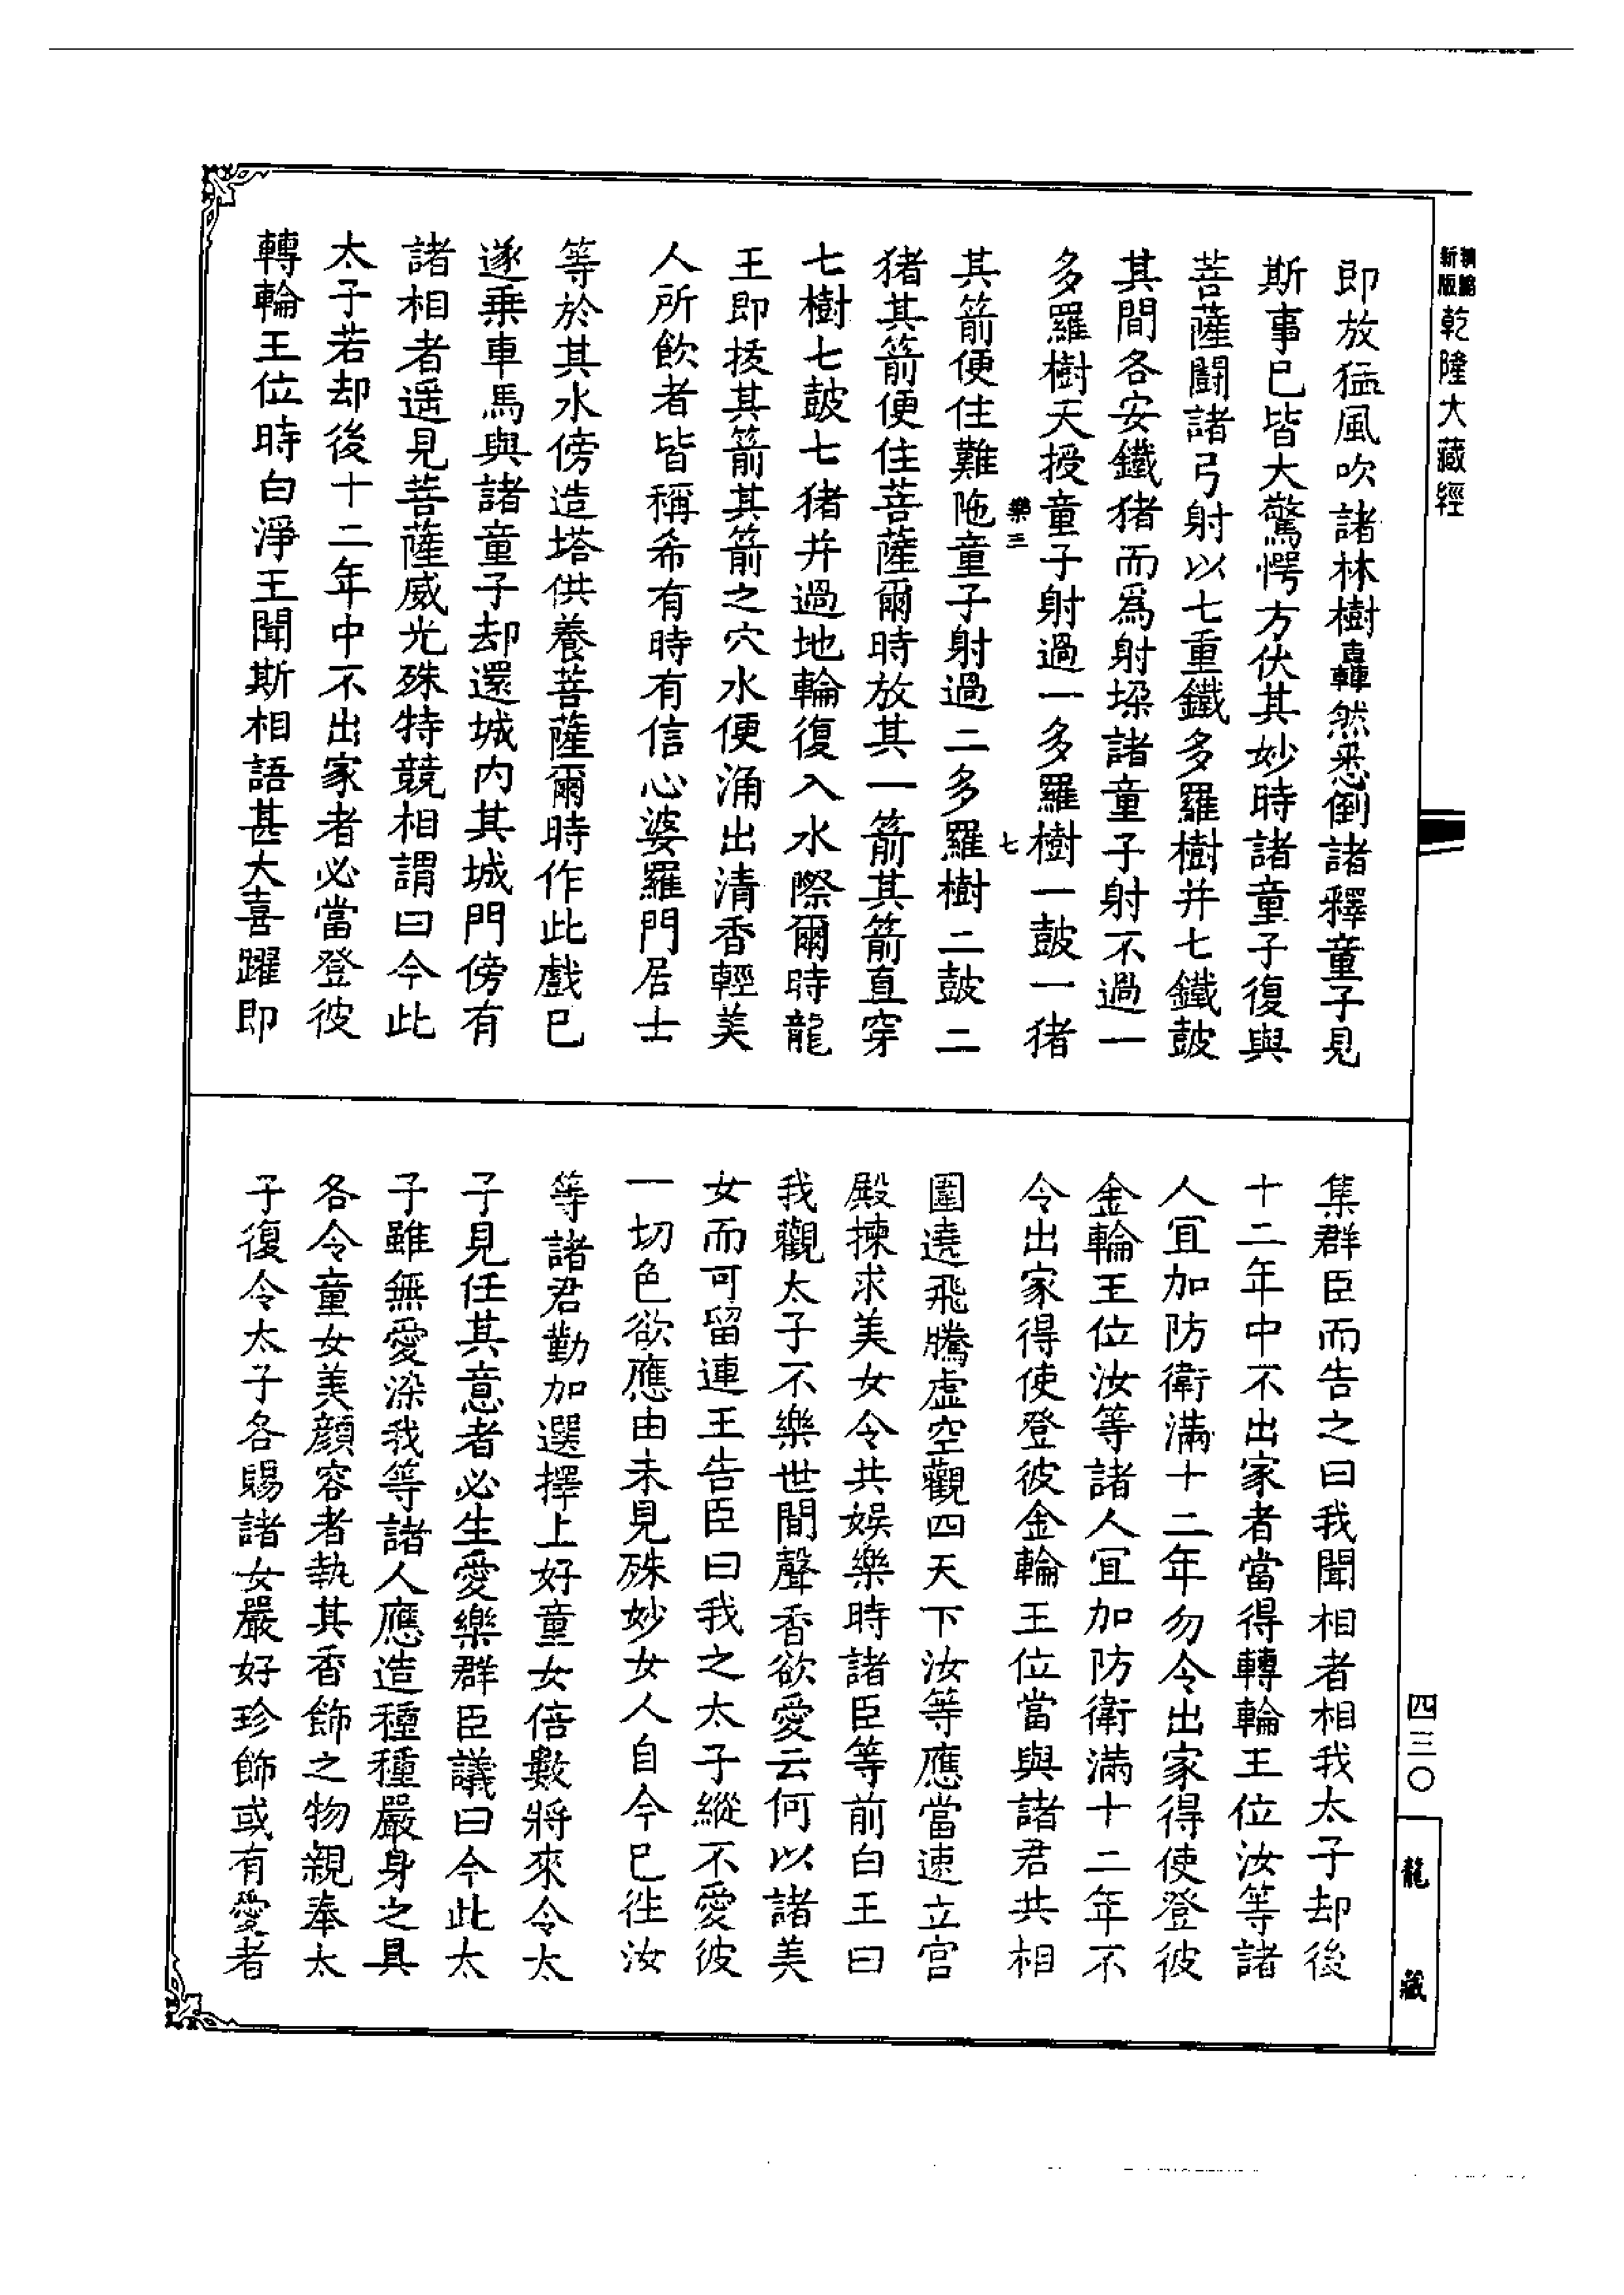 新版精編
乾隆大藏經
即放猛風吹諸林樹轟然悉倒諸釋童子見
斯事已皆大驚愕方伏其妙時諸童子復與
菩薩鬪諸弓射以七重鐵多羅樹并七鐵鼓
其間各安鐵猪而爲射垜諸童子射不過一
多羅樹天授童子射過一多羅樹一鼓一猪
樂三 七
其箭便住難陁童子射過二多羅樹二鼓二
猪其箭便住菩薩爾時放其一箭其箭直穿
七樹七鼓七猪并過地輪復入水際爾時龍
王即拔其箭其箭之穴水便涌出清香輕美
人所飲者皆稱希有時有信心婆羅門居士
等於其水傍造塔供養菩薩爾時作此戲已
遂乗車馬與諸童子却還城内其城門傍有
諸相者遥見菩薩威光殊特競相謂曰今此
太子若却後十二年中不出家者必當登彼
轉輪王位時白淨王聞斯相語甚大喜躍即
集群臣而告之曰我聞相者相我太子却後
十二年中不出家者當得轉輪王位汝等諸
人宜加防衛滿十二年勿令出家得使登彼
金輪王位汝等諸人宜加防衛滿十二年不
令出家得使登彼金輪王位當與諸君共相
圍遶飛騰虛空觀四天下汝等應當速立宫
殿揀求美女令共娛樂時諸臣等前白王曰
我觀太子不樂世間聲香欲愛云何以諸美
女而可留連王告臣曰我之太子縱不愛彼
一切色欲應由未見殊妙女人自今已徃汝
等諸君勤加選擇上好童女倍數將來令太
子見任其意者必生愛樂群臣議曰今此太
子雖無愛染我等諸人應造種種嚴身之具
各令童女美顔容者執其香飾之物親奉太
子復令太子各賜諸女嚴好珍飾或有愛者
四三〇
龍藏